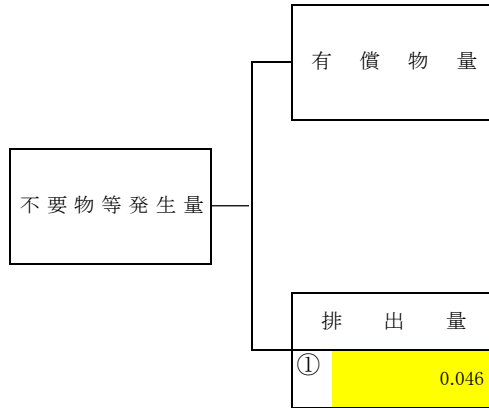 有償物量
不要物等発生量
排出量
①
0.046